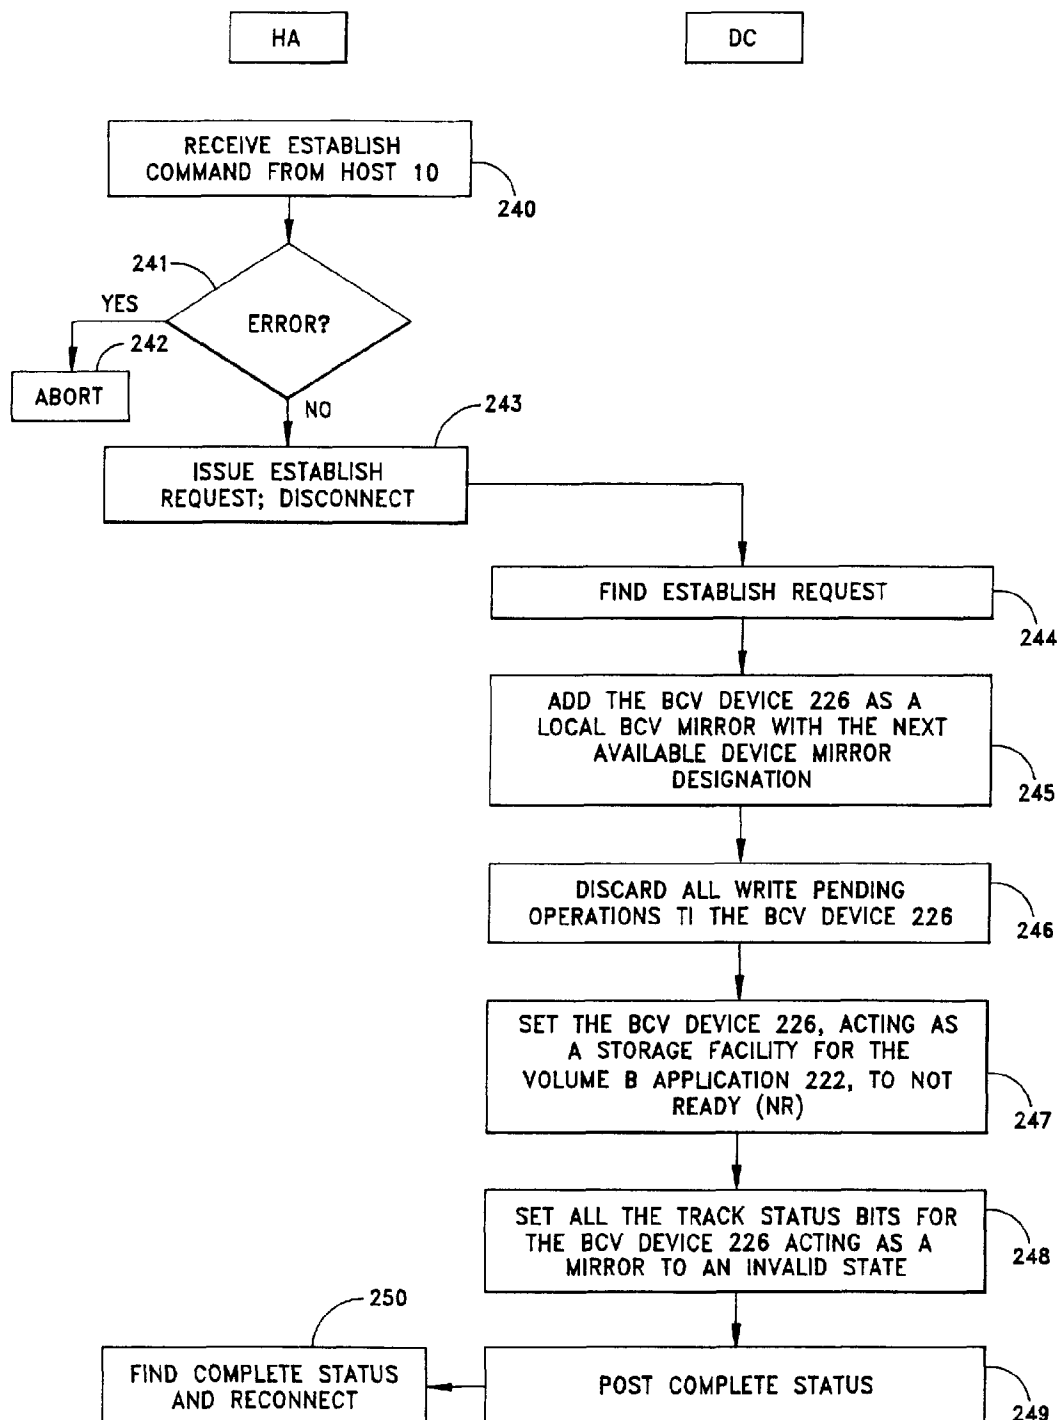 HA
DC
RECEIVE ESTABLISH
COMMAND FROM HOST 10
240
241
YES
ERROR?
242
ABORT
NO
243
ISSUE ESTABLISH
REQUEST; DISCONNECT
FIND ESTABLISH REQUEST
244
ADD THE BCV DEVICE 226 AS A
LOCAL BCV MIRROR WITH THE NEXT
AVAILABLE DEVICE MIRROR
DESIGNATION
245
DISCARD ALL WRITE PENDING
OPERATIONS TI THE BCV DEVICE 226
246
SET THE BCV DEVICE 226, ACTING AS
A STORAGE FACILITY FOR THE
VOLUME B APPLICATION 222, TO NOT
READY (NR)
247
SET ALL THE TRACK STATUS BITS FOR
THE BCV DEVICE 226 ACTING AS A
MIRROR TO AN INVALID STATE
248
250
FIND COMPLETE STATUS
AND RECONNECT
POST COMPLETE STATUS
249